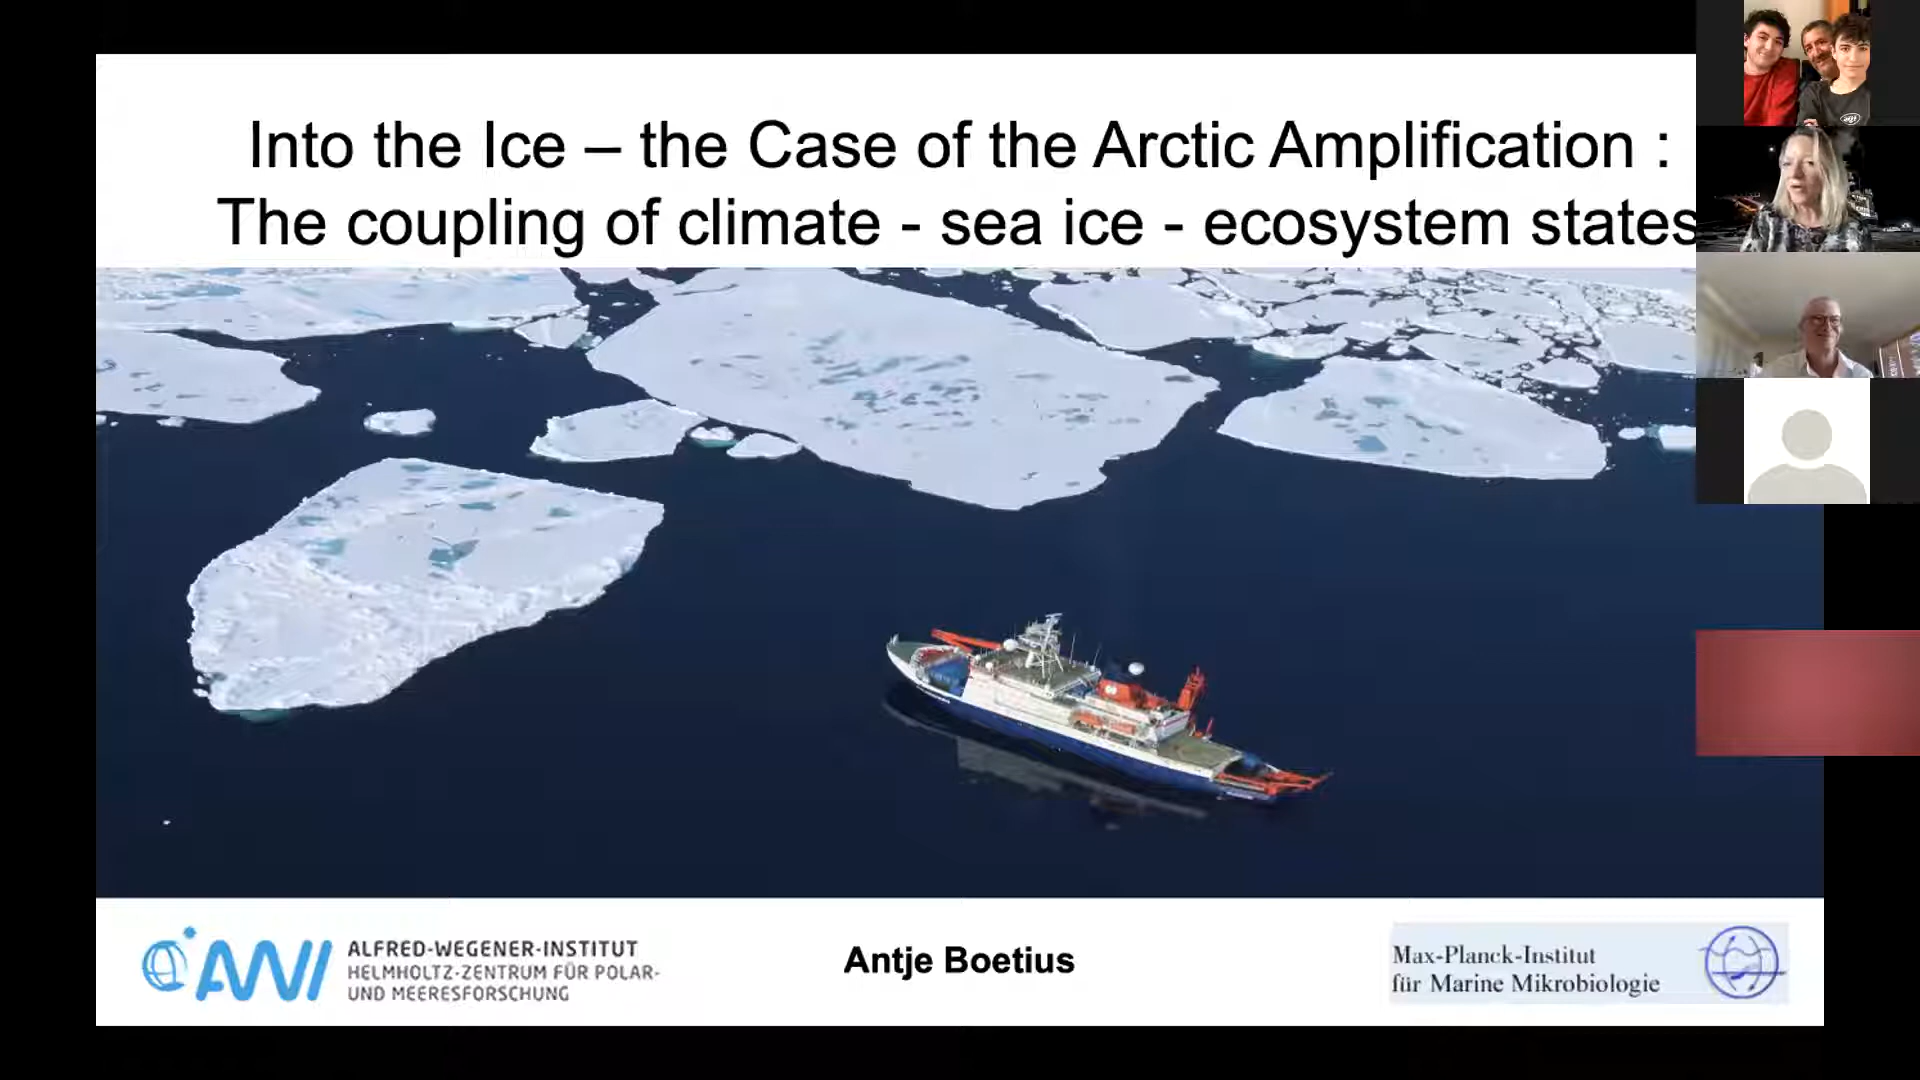 Into the Ice – the Case of the Arctic Amplification :
The coupling of climate - sea ice - ecosystem states
AWI
ALFRED-WEGENER-INSTITUT
HELMHOLTZ-ZENTRUM FÜR POLAR-
UND MEERESFORSCHUNG
Antje Boetius
Max-Planck-Institut
für Marine Mikrobiologie